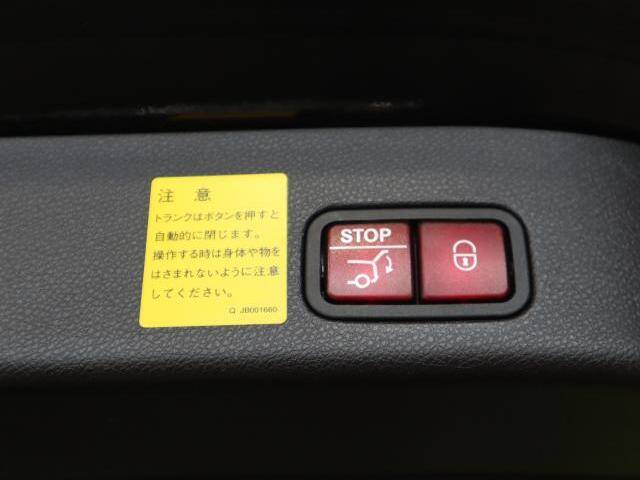 注 意
トランクはボタンを押すと
自動的に閉じます。
操作する時は身体や物を
はさまれないように注意
してください。
Q JB001660
STOP